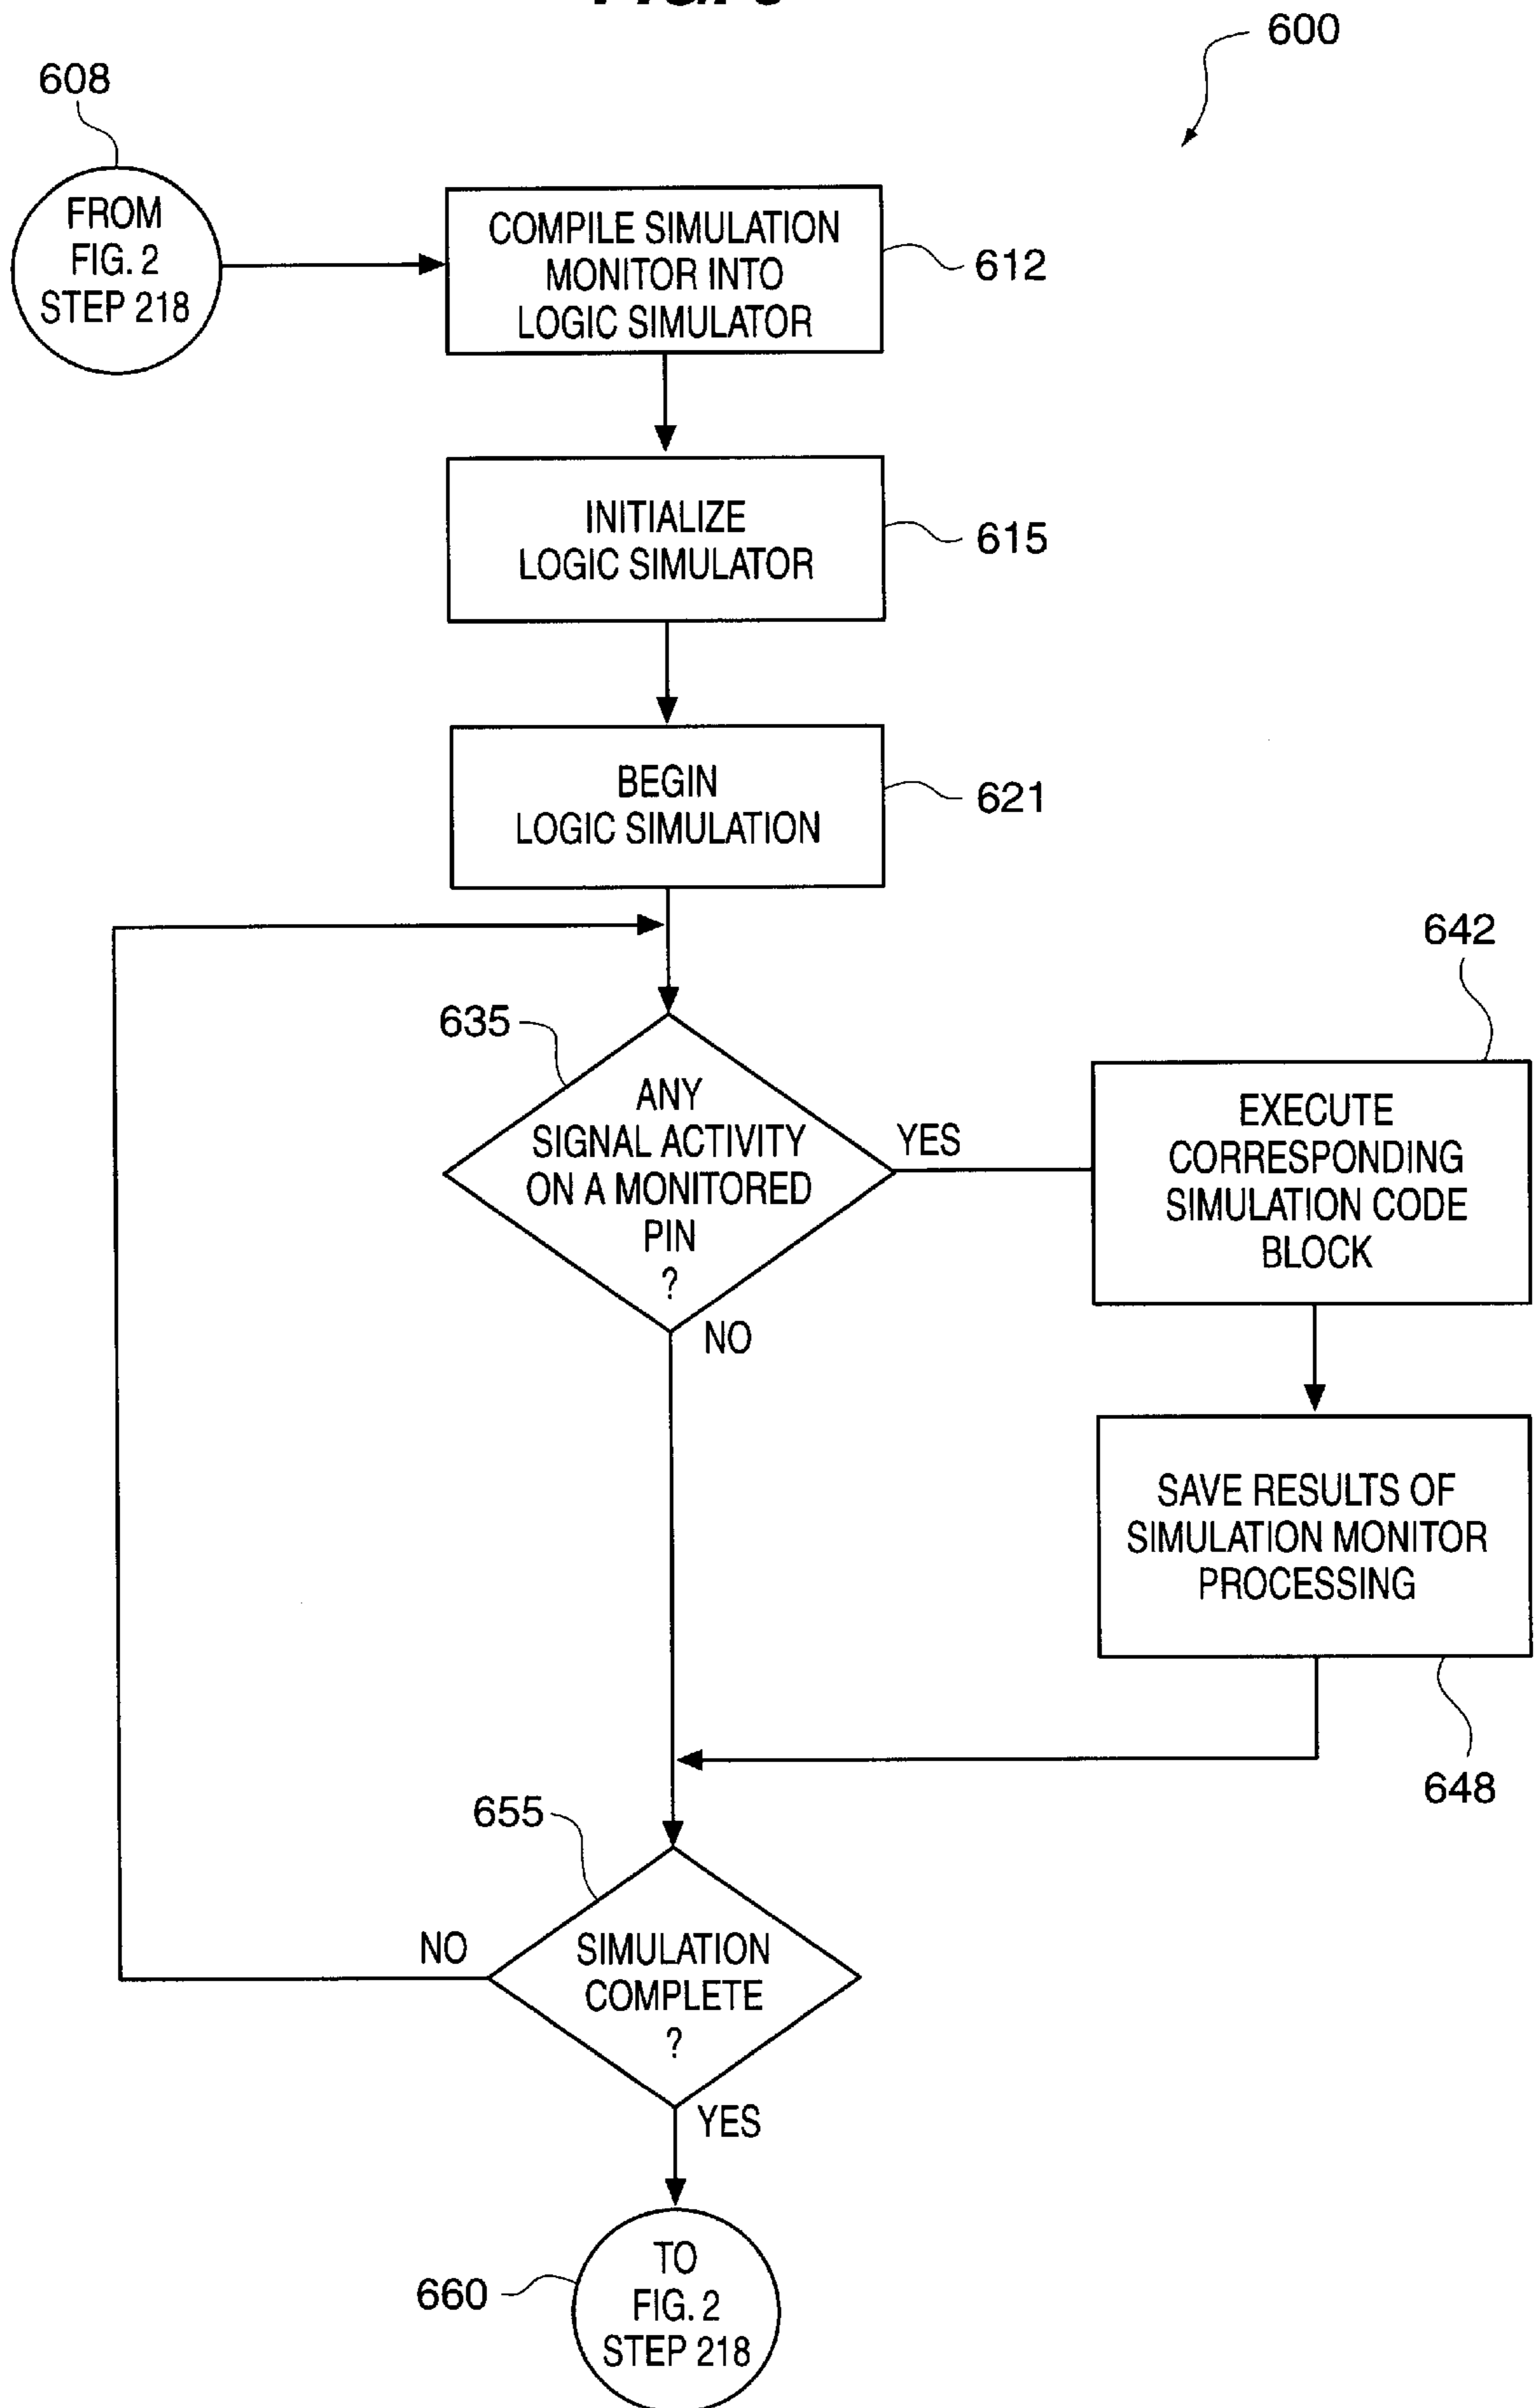 600
608
FROM
FIG. 2
STEP 218
COMPILE SIMULATION
MONITOR INTO
LOGIC SIMULATOR
612
INITIALIZE
LOGIC SIMULATOR
615
BEGIN
LOGIC SIMULATION
621
635
ANY
SIGNAL ACTIVITY
ON A MONITORED
PIN
?
YES
NO
642
EXECUTE
CORRESPONDING
SIMULATION CODE
BLOCK
SAVE RESULTS OF
SIMULATION MONITOR
PROCESSING
648
655
NO
SIMULATION
COMPLETE
?
YES
660
TO
FIG. 2
STEP 218